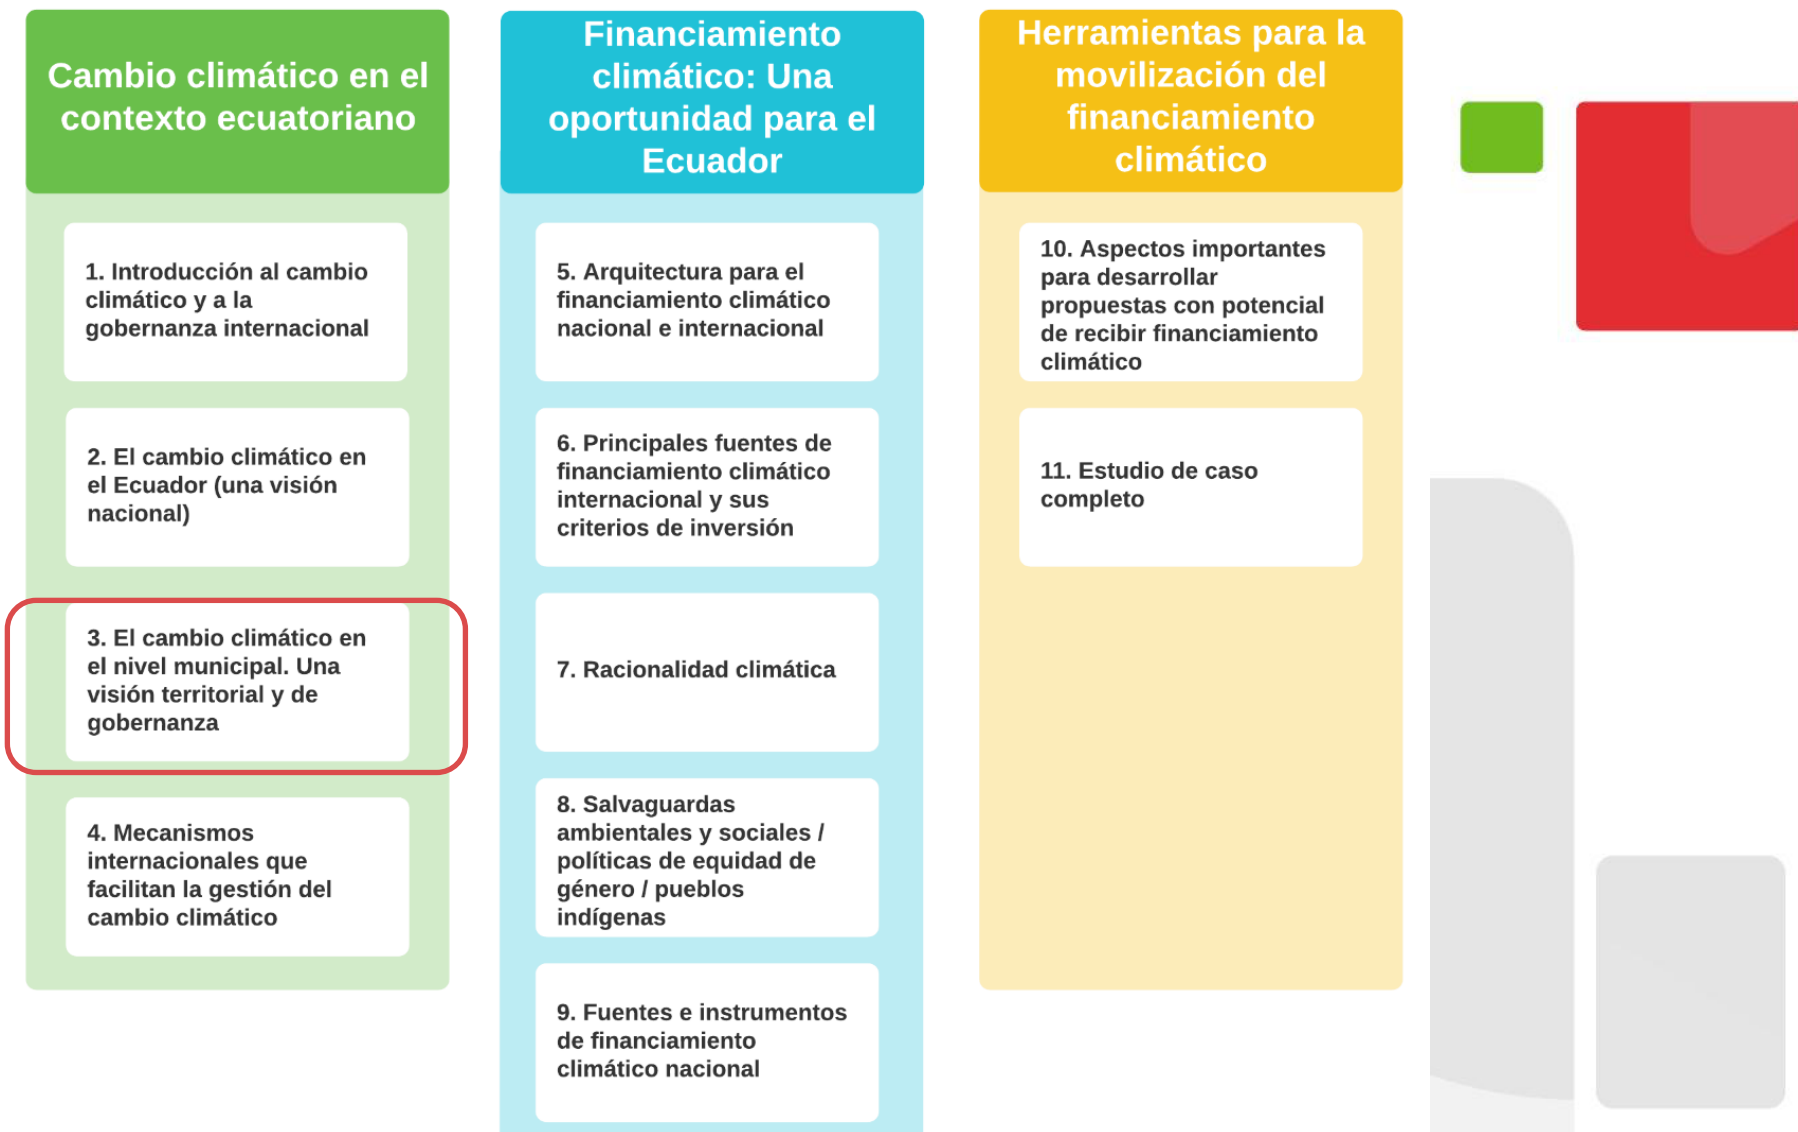 Cambio climático en el
contexto ecuatoriano
1. Introducción al cambio
climático y a la
gobernanza internacional
2. El cambio climático en
el Ecuador (una visión
nacional)
3. El cambio climático en
el nivel municipal. Una
visión territorial y de
gobernanza
4. Mecanismos
internacionales que
facilitan la gestión del
cambio climático
Financiamiento
climático: Una
oportunidad para el
Ecuador
5. Arquitectura para el
financiamiento climático
nacional e internacional
6. Principales fuentes de
financiamiento climático
internacional y sus
criterios de inversión
7. Racionalidad climática
8. Salvaguardas
ambientales y sociales /
políticas de equidad de
género / pueblos
indígenas
9. Fuentes e instrumentos
de financiamiento
climático nacional
Herramientas para la
movilización del
financiamiento
climático
10. Aspectos importantes
para desarrollar
propuestas con potencial
de recibir financiamiento
climático
11. Estudio de caso
completo